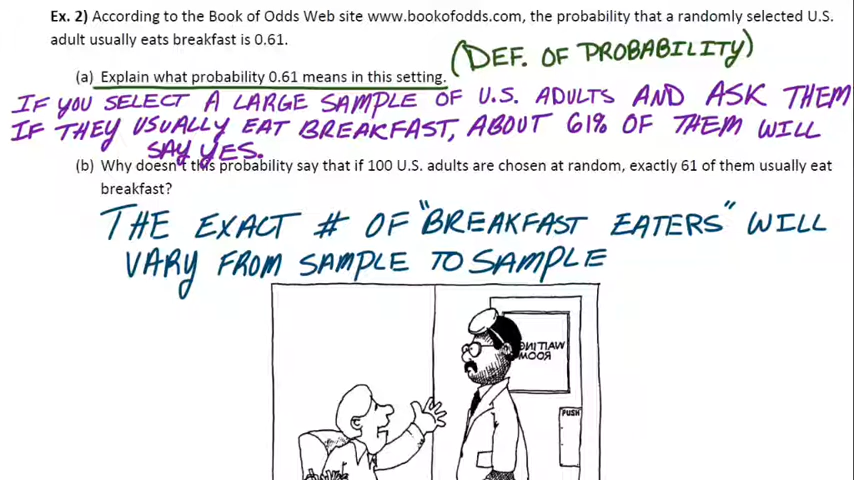 Ex. 2) According to the Book of Odds Web site www.bookofodds.com, the probability that a randomly selected U.S.
adult usually eats breakfast is 0.61.
(DEF. OF PROBABILITY)
(a) Explain what probability 0.61 means in this setting.
IF YOU SELECT A LARGE SAMPLE OF U.S. ADULTS AND ASK THEM
IF THEY USUALLY EAT BREAKFAST, ABOUT 61% OF THEM WILL
SAY YES.
(b) Why doesn't this probability say that if 100 U.S. adults are chosen at random, exactly 61 of them usually eat
breakfast?
THE EXACT # OF "BREAKFAST EATERS" WILL
VARY FROM SAMPLE TO SAMPLE
WAITING
ROOM
PUSH